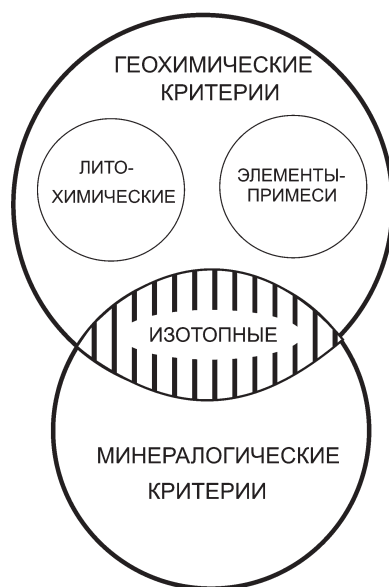 ГЕОХИМИЧЕСКИЕ
КРИТЕРИИ
ЛИТО-
ХИМИЧЕСКИЕ
ЭЛЕМЕНТЫ-
ПРИМЕСИ
ИЗОТОПНЫЕ
МИНЕРАЛОГИЧЕСКИЕ
КРИТЕРИИ